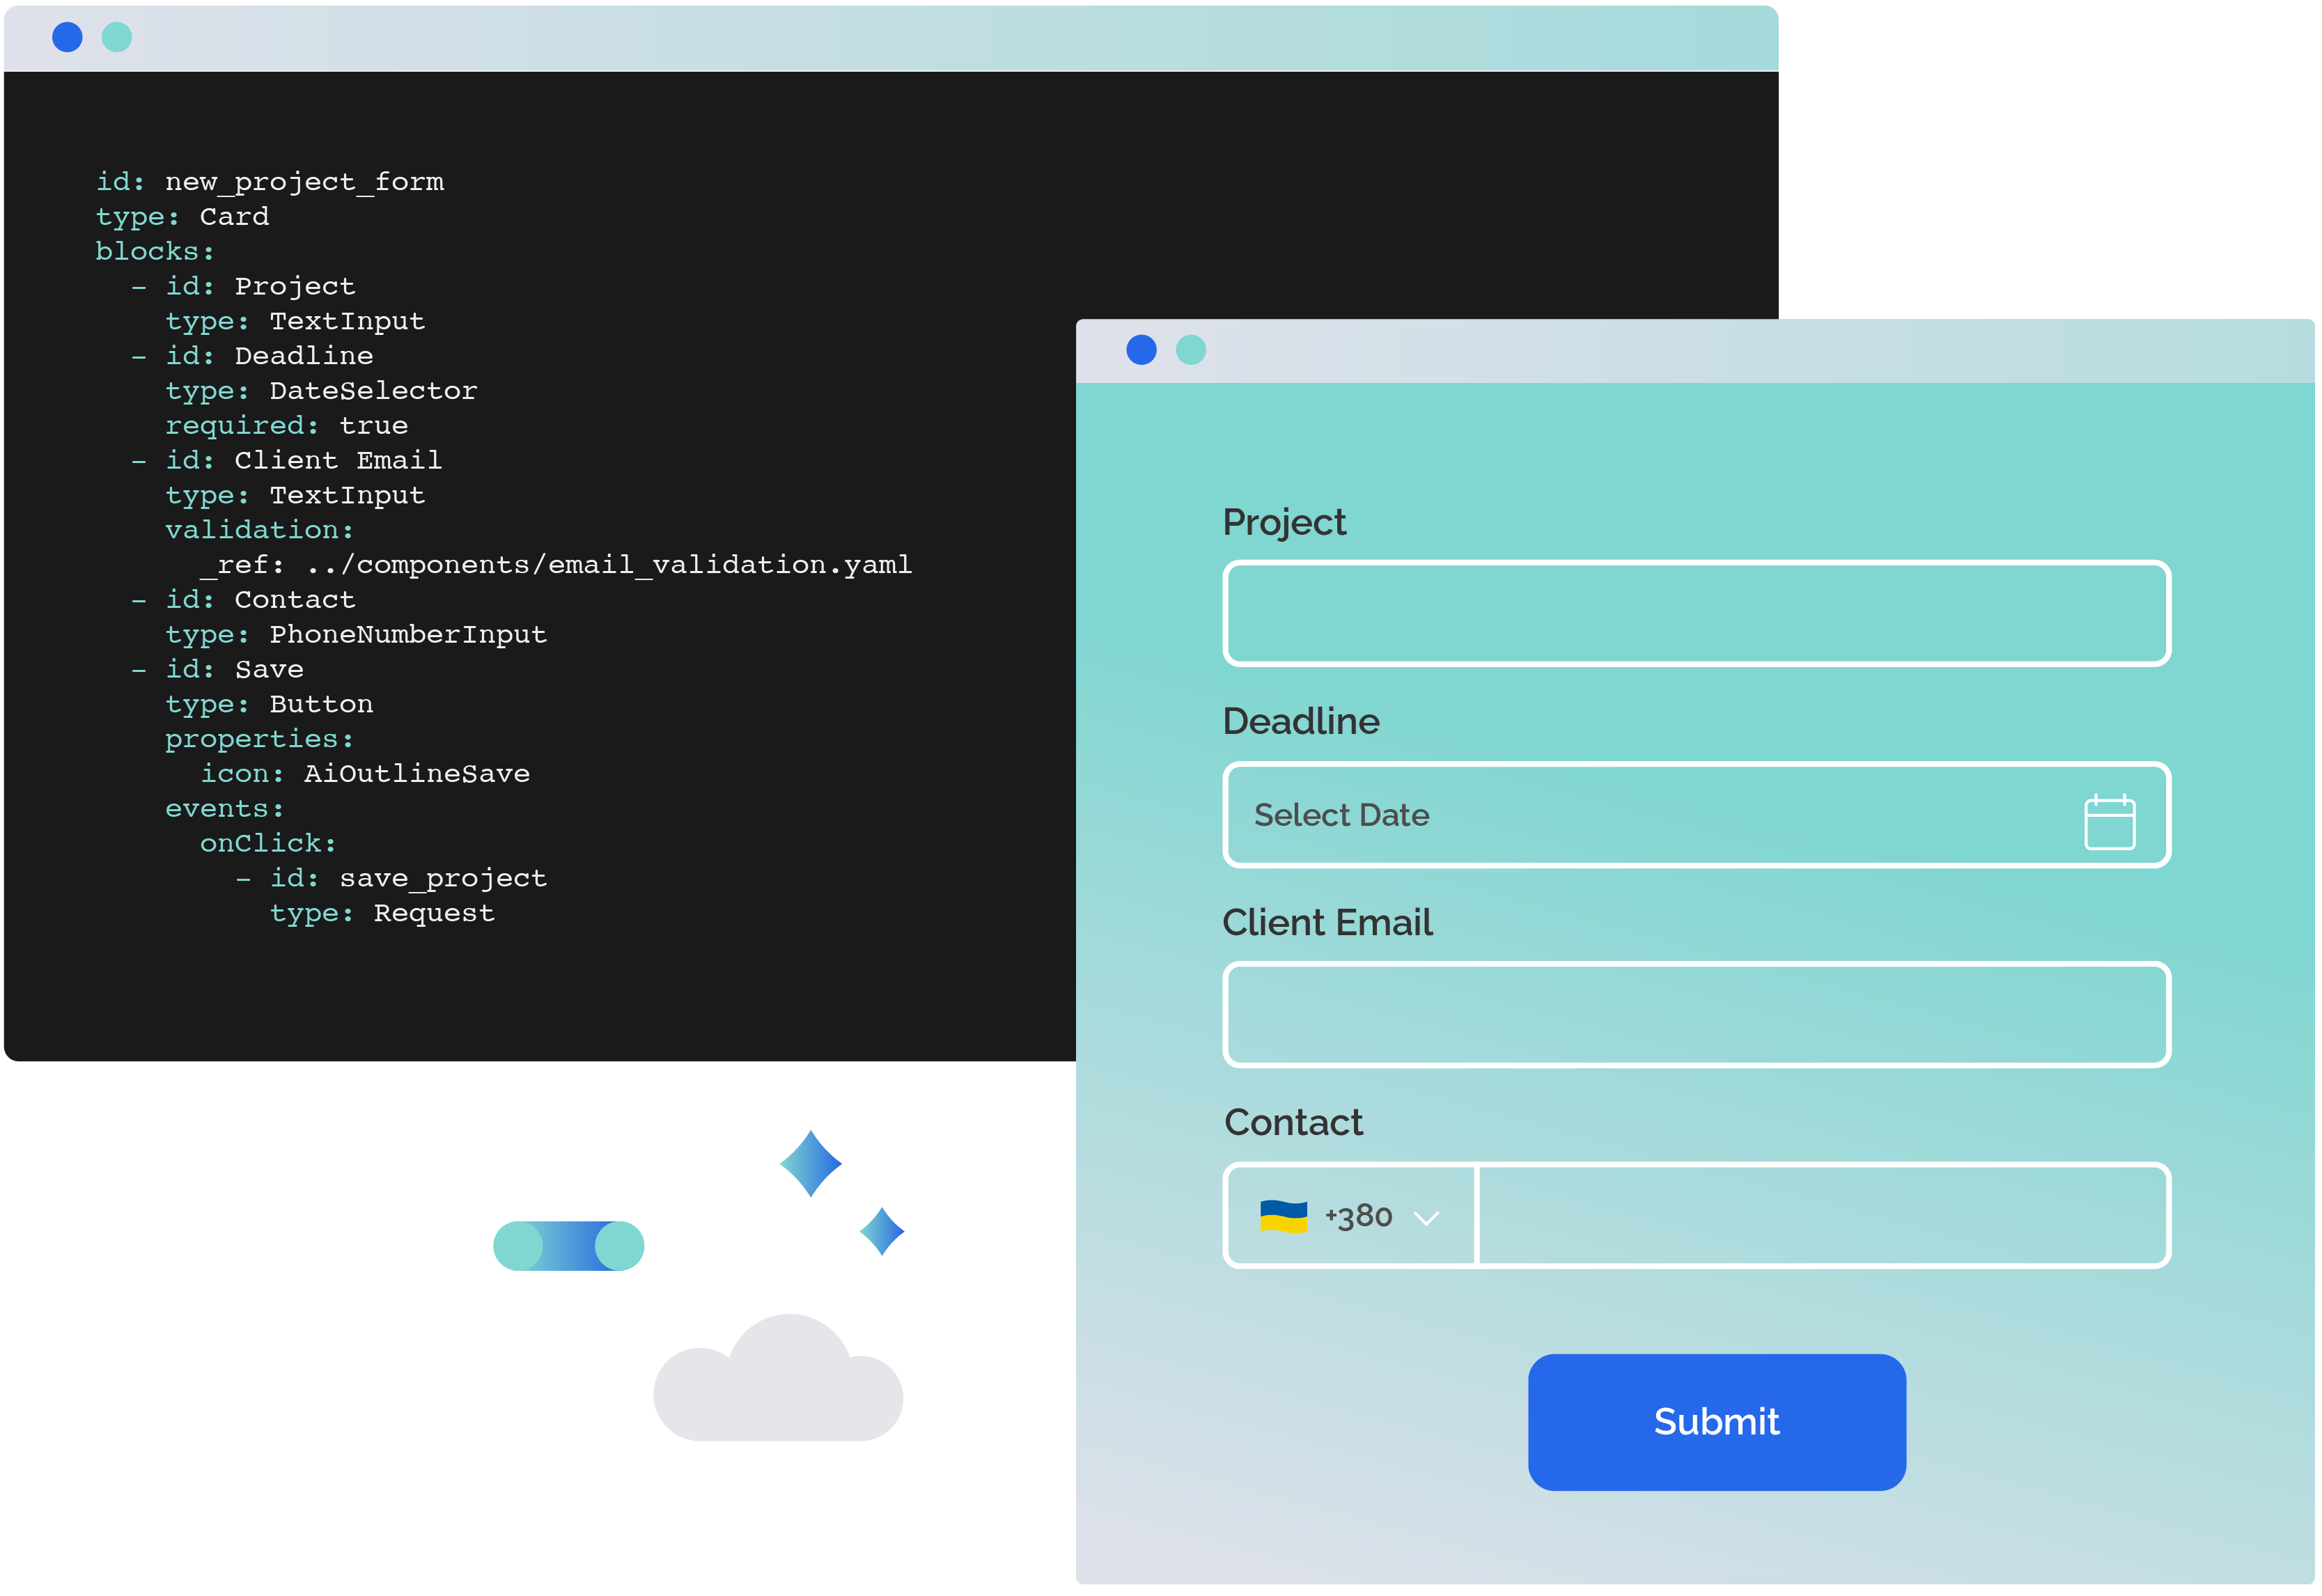 id: new_project_form
type: Card
blocks:
  - id: Project
    type: TextInput
  - id: Deadline
    type: DateSelector
    required: true
  - id: Client Email
    type: TextInput
    validation:
      _ref: ../components/email_validation.yaml
  - id: Contact
    type: PhoneNumberInput
  - id: Save
    type: Button
    properties:
      icon: AiOutlineSave
    events:
      onClick:
        - id: save_project
          type: Request
Project
Deadline
Select Date
Client Email
Contact
+380
Submit